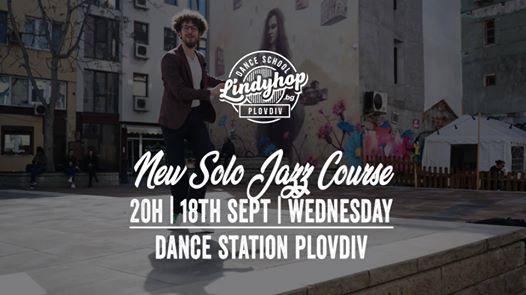 DANCE SCHOOL
Lindyhop
.bg
PLOVDIV
New Solo Jazz Course
20H | 18TH SEPT | WEDNESDAY
DANCE STATION PLOVDIV